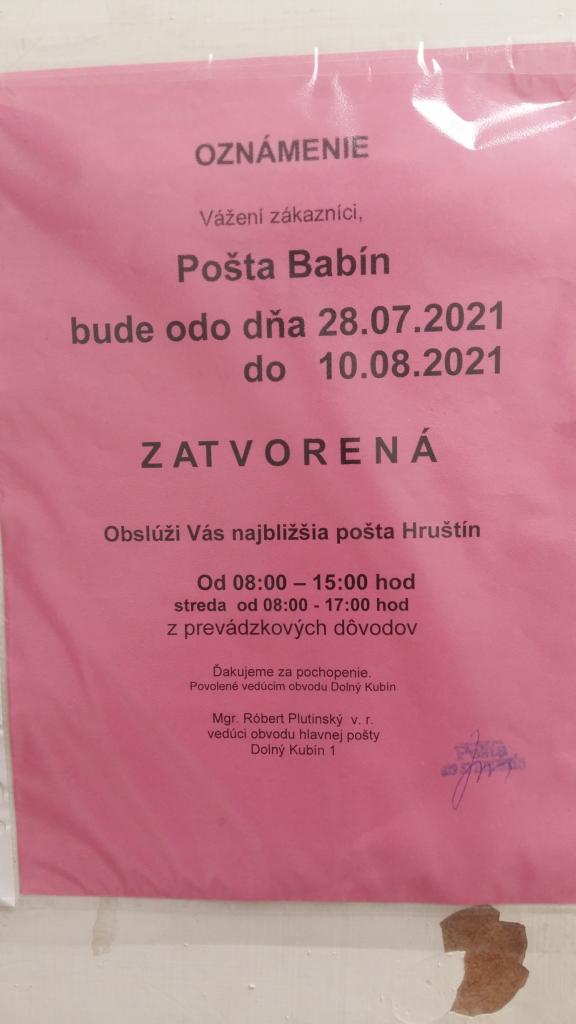 OZNÁMENIE
Vážení zákazníci,
Pošta Babín
bude odo dňa 28.07.2021
do 10.08.2021
Z A T V O R E N Á
Obslúži Vás najbližšia pošta Hruštín
Od 08:00 – 15:00 hod
streda od 08:00 - 17:00 hod
z prevádzkových dôvodov
Ďakujeme za pochopenie.
Povolené vedúcim obvodu Dolný Kubín
Mgr. Róbert Plutinský v. r.
vedúci obvodu hlavnej pošty
Dolný Kubín 1